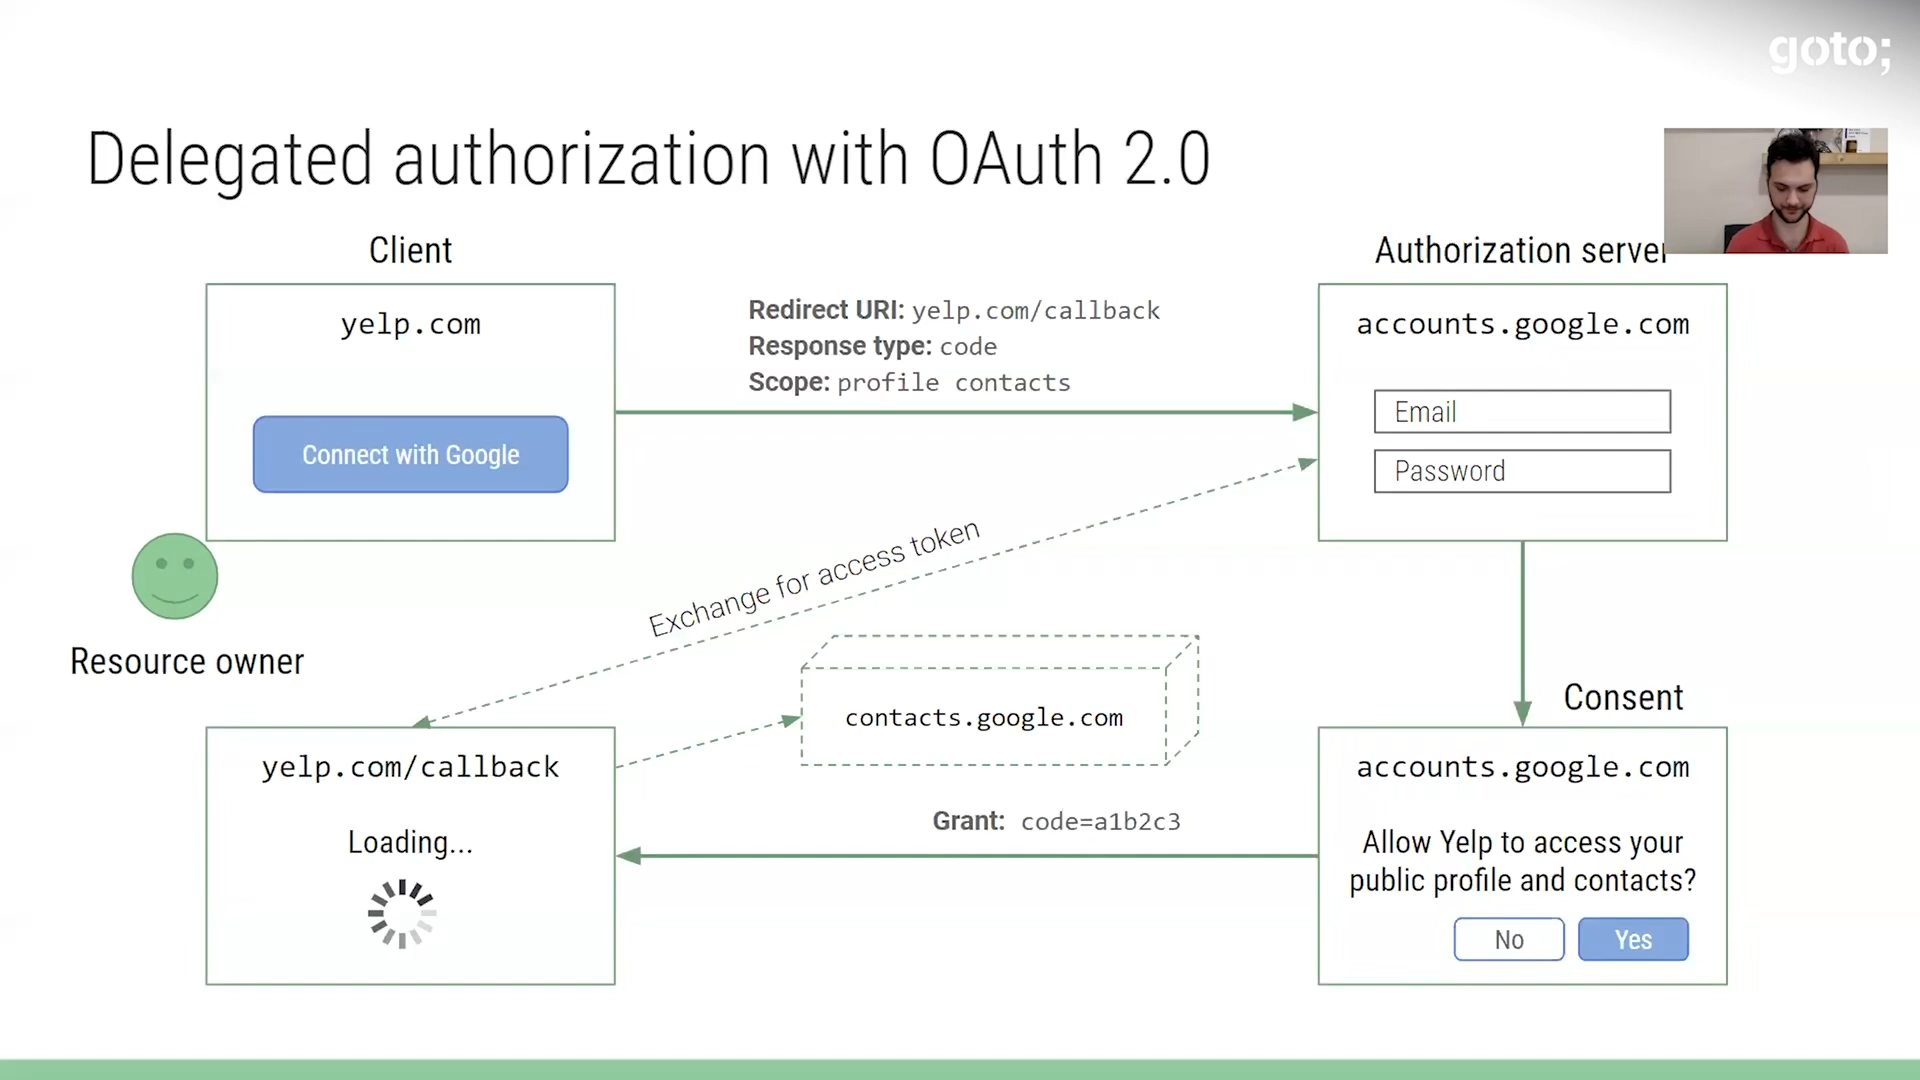 goto;
Delegated authorization with OAuth 2.0
Client
yelp.com
Connect with Google
Resource owner
Redirect URI: yelp.com/callback
Response type: code
Scope: profile contacts
Authorization server
accounts.google.com
Email
Password
Exchange for access token
contacts.google.com
Consent
accounts.google.com
Allow Yelp to access your
public profile and contacts?
No
Yes
Grant: code=a1b2c3
yelp.com/callback
Loading...